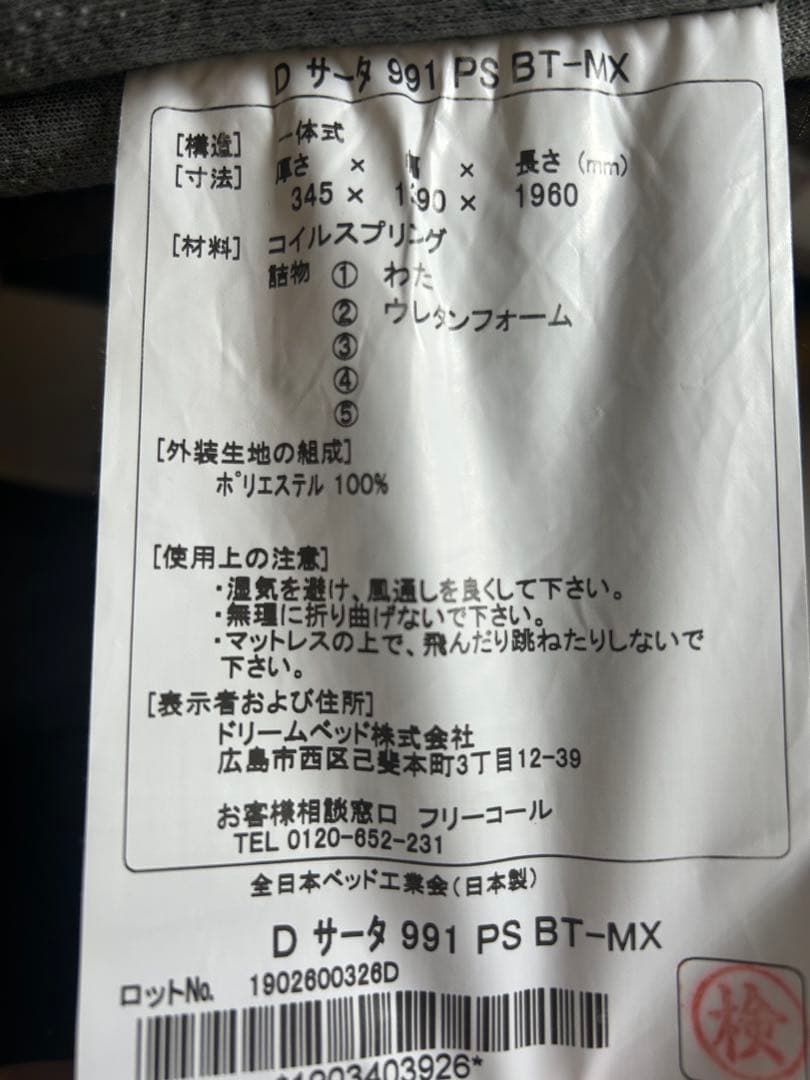 D サータ 991 PS BT-MX
[構造] 一体式
[寸法] 厚さ × 幅 × 長さ (mm)
345 × 1390 × 1960
[材料] コイルスプリング
詰物 ① わた
② ウレタンフォーム
③
④
⑤
[外装生地の組成]
ポリエステル 100%
[使用上の注意]
・湿気を避け、風通しを良くして下さい。
・無理に折り曲げないで下さい。
・マットレスの上で、飛んだり跳ねたりしないで
下さい。
[表示者および住所]
ドリームベッド株式会社
広島市西区己斐本町3丁目12-39
お客様相談窓口 フリーコール
TEL 0120-652-231
全日本ベッド工業会(日本製)
D サータ 991 PS BT-MX
ロットNo. 1902600326D
検